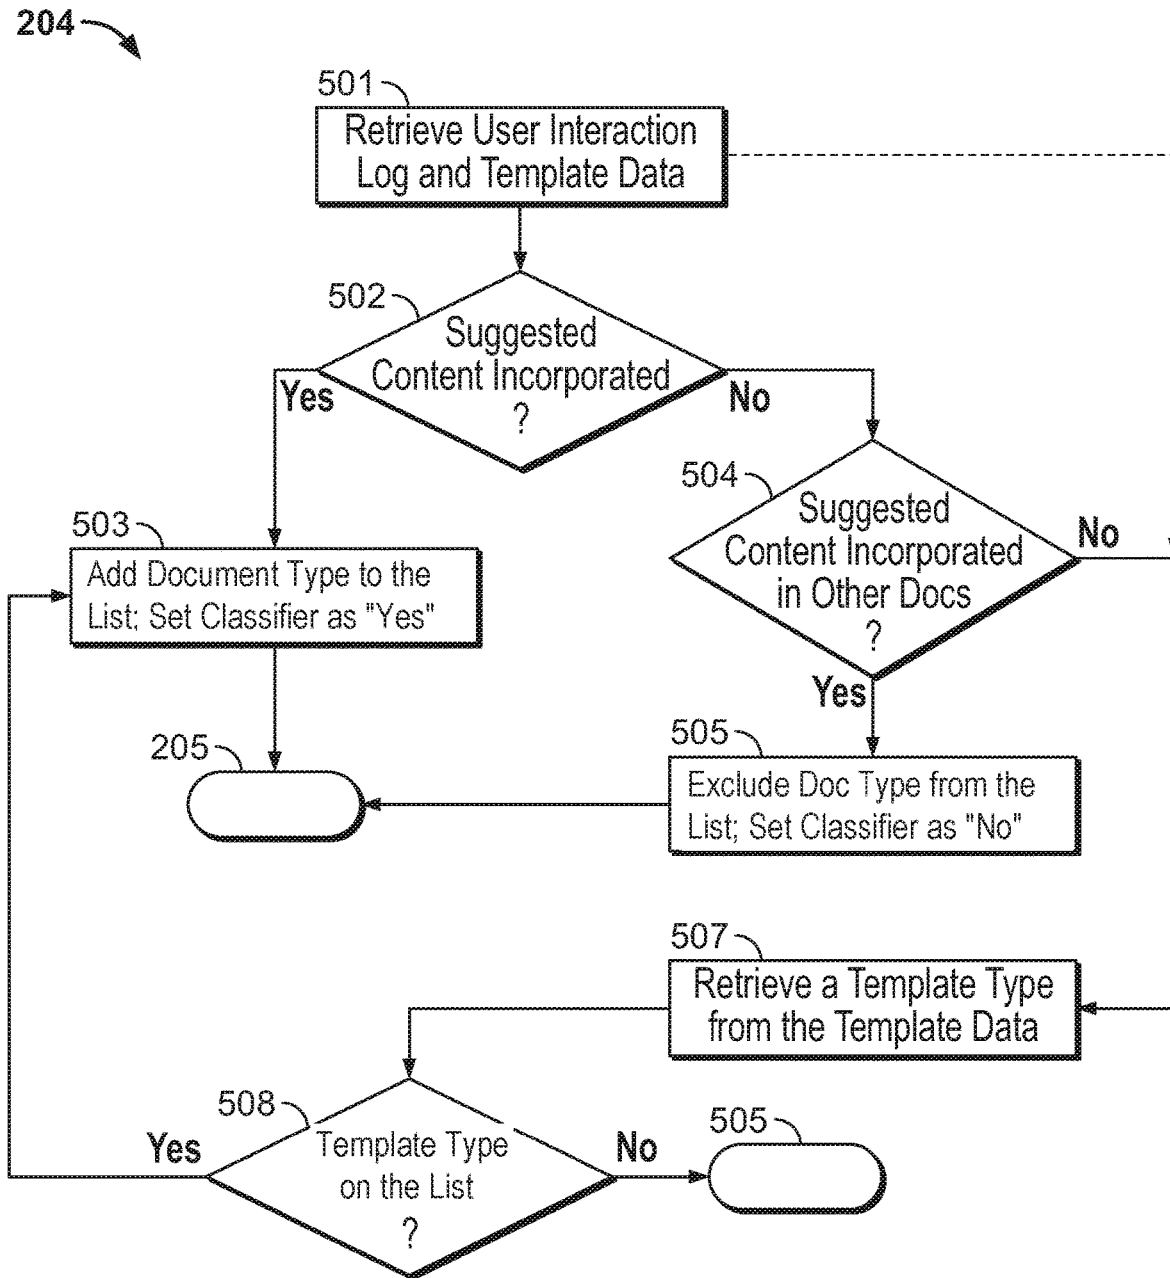 204
501
Retrieve User Interaction
Log and Template Data
502
Suggested
Content Incorporated
?
Yes
No
504
Suggested
Content Incorporated
in Other Docs
?
No
Yes
503
Add Document Type to the
List; Set Classifier as "Yes"
205
505
Exclude Doc Type from the
List; Set Classifier as "No"
507
Retrieve a Template Type
from the Template Data
508
Template Type
on the List
?
Yes
No
505